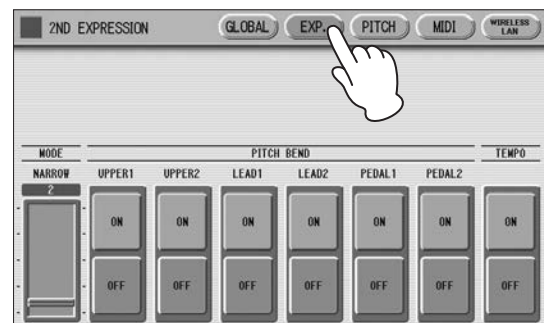 2ND EXPRESSION GLOBAL EXP. PITCH MIDI WIRELESS LAN
MODE PITCH BEND TEMPO
NARROW UPPER1 UPPER2 LEAD1 LEAD2 PEDAL1 PEDAL2
2
ON ON ON ON ON ON ON
OFF OFF OFF OFF OFF OFF OFF